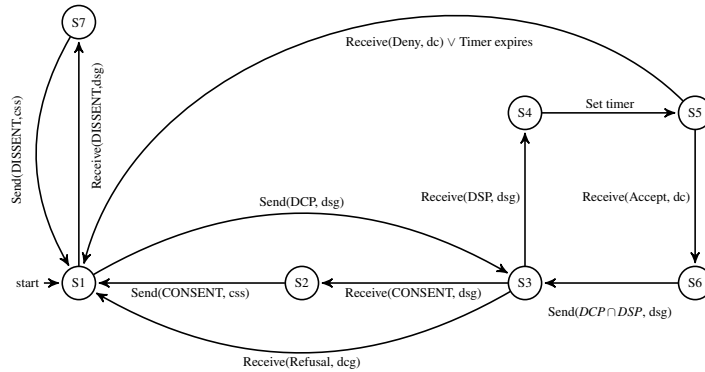 S7
Receive(Deny, dc) ∨ Timer expires
Send(DISSENT,css)
Receive(DISSENT,dsg)
S4
Set timer
S5
Send(DCP, dsg)
Receive(DSP, dsg)
Receive(Accept, dc)
start
S1
S2
S3
S6
Send(CONSENT, css)
Receive(CONSENT, dsg)
Send(DCP∩DSP, dsg)
Receive(Refusal, dcg)